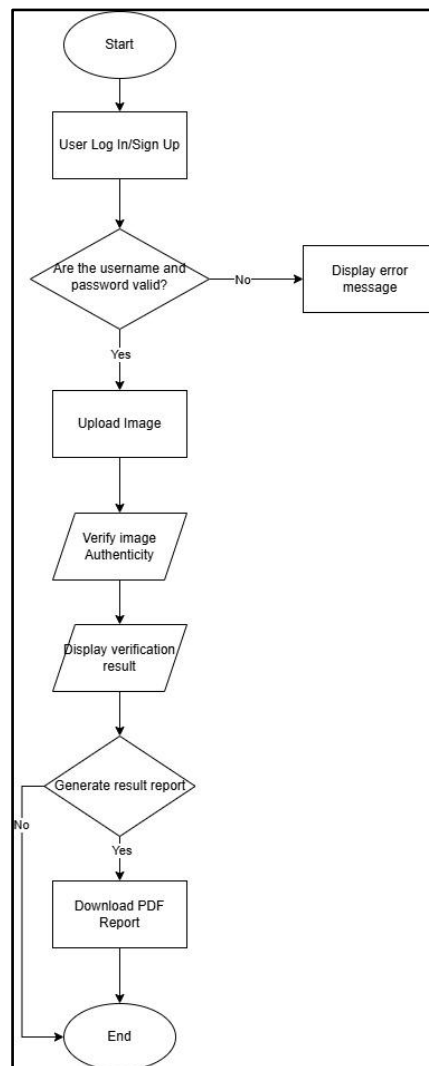 Start
User Log In/Sign Up
Are the username and
password valid?
No
Display error
message
Yes
Upload Image
Verify image
Authenticity
Display verification
result
Generate result report
No
Yes
Download PDF
Report
End